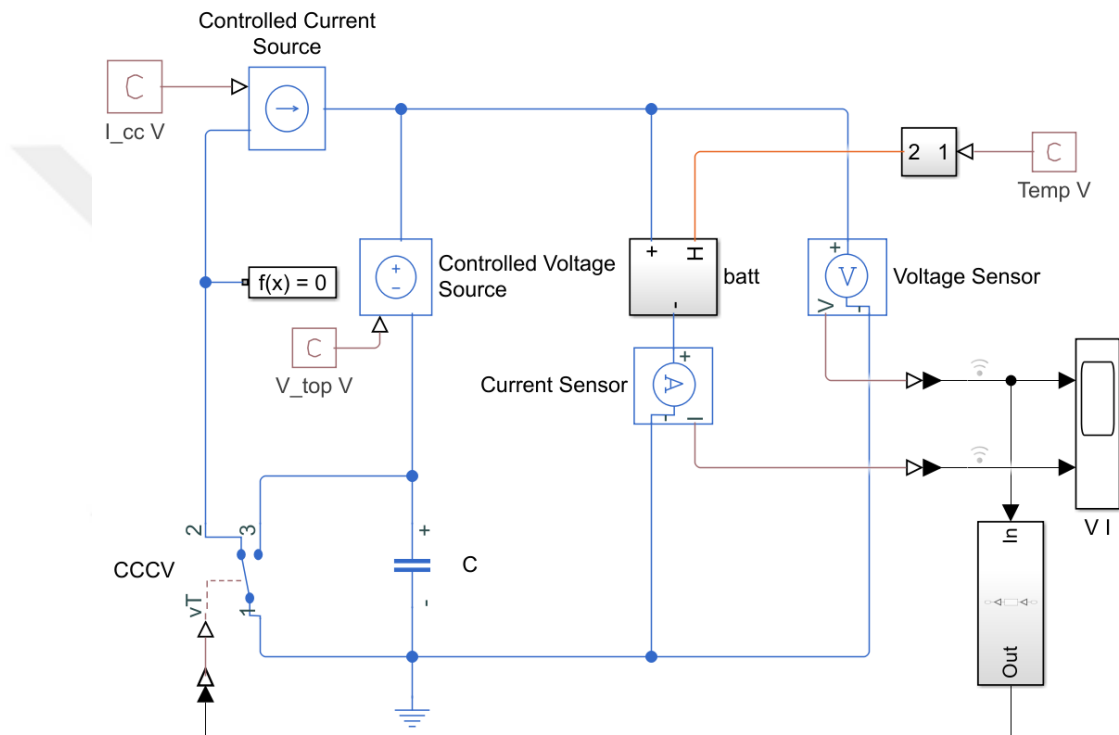 Controlled Current
Source
C
I_cc V
2 1
C
Temp V
f(x) = 0
+
-
Controlled Voltage
Source
C
V_top V
+ H
-
batt
+
V
V -
Voltage Sensor
+
A
- I
Current Sensor
2 3
CCCV
vT 1
+
C
-
In
Out
V I